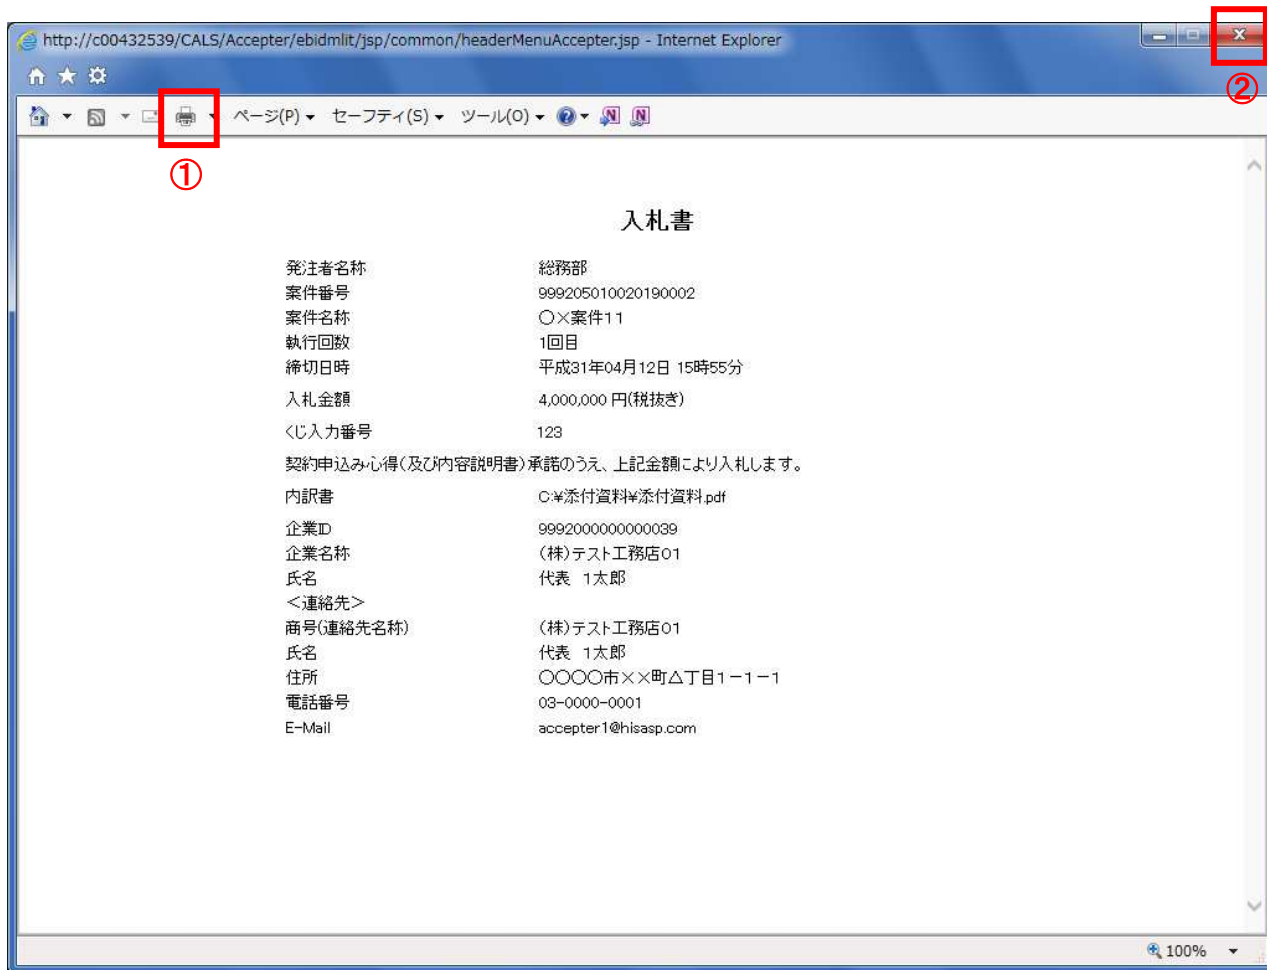 http://c00432539/CALS/Accepter/ebidmlit/jsp/common/headerMenuAccepter.jsp - Internet Explorer
②
ページ(P) セーフティ(S) ツール(O)
①
入札書
発注者名称 総務部
案件番号 999205010020190002
案件名称 〇×案件11
執行回数 1回目
締切日時 平成31年04月12日 15時55分
入札金額 4,000,000 円(税抜き)
くじ入力番号 123
契約申込み心得(及び内容説明書)承諾のうえ、上記金額により入札します。
内訳書 C:¥添付資料¥添付資料.pdf
企業ID 9992000000000039
企業名称 (株)テスト工務店01
氏名 代表 1太郎
＜連絡先＞
商号(連絡先名称) (株)テスト工務店01
氏名 代表 1太郎
住所 〇〇〇〇市××町△丁目1－1－1
電話番号 03-0000-0001
E-Mail accepter1@hisasp.com
100%